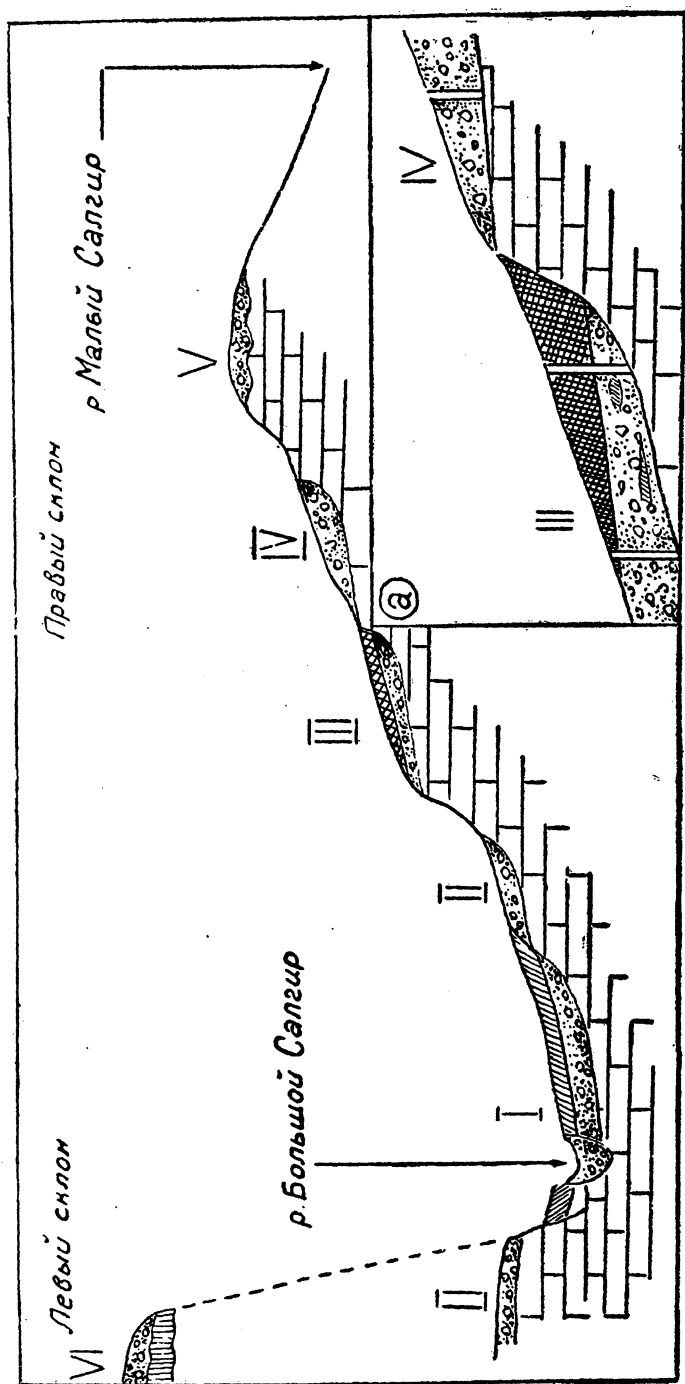 VI
Левый склон
Правый склон
р Малый Салгир
р. Большой Салгир
II
I
II
III
IV
V
а
III
IV